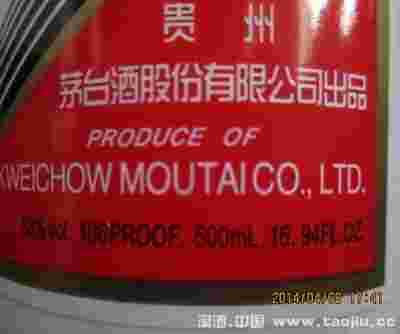 贵州
茅台酒股份有限公司出品
PRODUCE OF
KWEICHOW MOUTAI CO., LTD.
106PROOF. 500mL 16.94FL.OZ.
2014/04/02 17:41
淘酒.中国
www.taojiu.cc